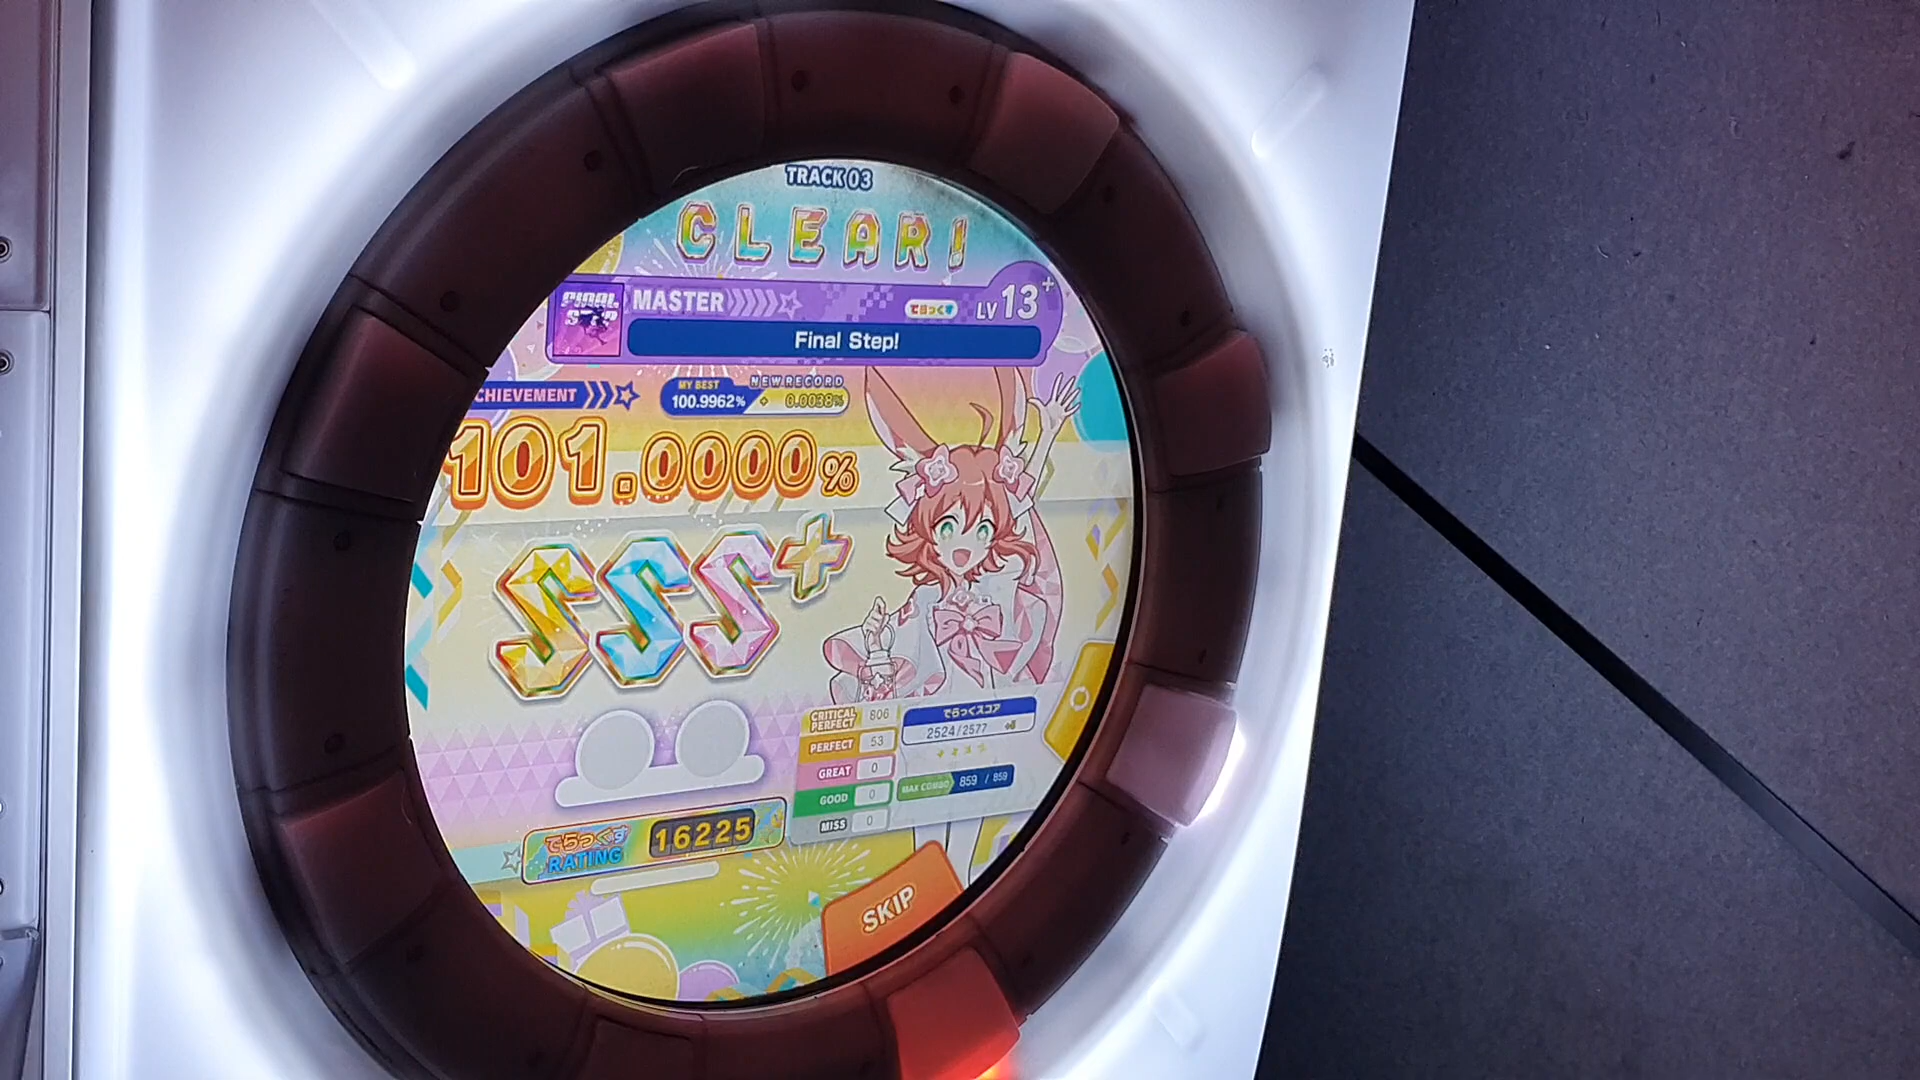 TRACK 03
CLEAR!
FINAL STEP
MASTER
でらっくす
LV 13+
Final Step!
CHIEVEMENT
MY BEST
100.9962%
NEW RECORD
+ 0.0038%
101.0000%
SSS+
CRITICAL PERFECT 806
PERFECT 53
GREAT 0
GOOD 0
MISS 0
でらっくスコア
2524/2577
MAX COMBO 859 / 859
でらっくす RATING 16225
SKIP